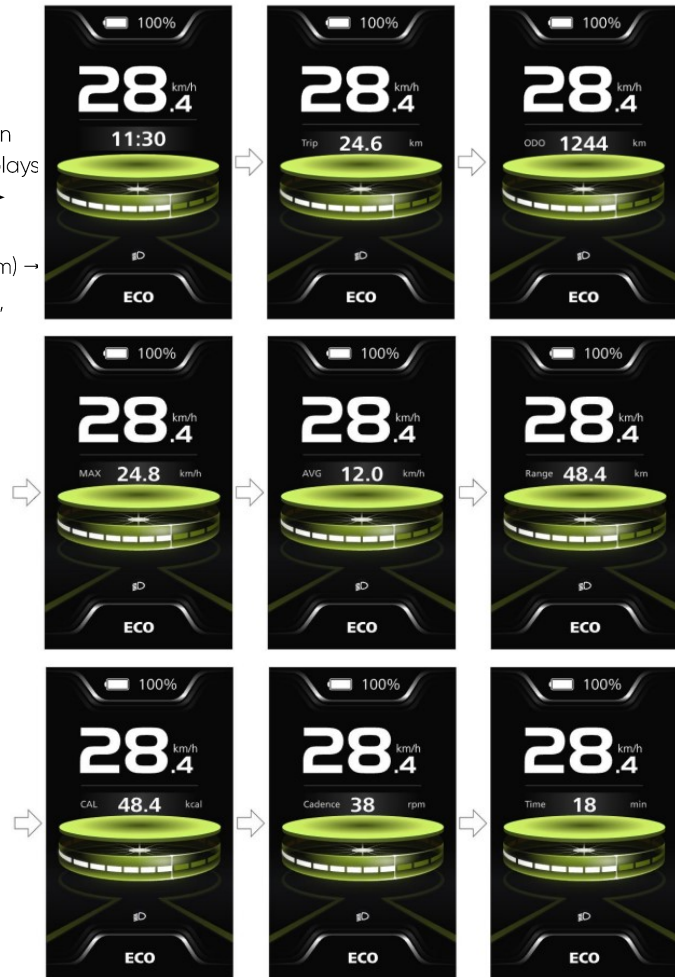 n
plays
m) →
,
100%
28.4 km/h
11:30
ECO
100%
28.4 km/h
Trip 24.6 km
ECO
100%
28.4 km/h
ODO 1244 km
ECO
100%
28.4 km/h
MAX 24.8 km/h
ECO
100%
28.4 km/h
AVG 12.0 km/h
ECO
100%
28.4 km/h
Range 48.4 km
ECO
100%
28.4 km/h
CAL 48.4 kcal
ECO
100%
28.4 km/h
Cadence 38 rpm
ECO
100%
28.4 km/h
Time 18 min
ECO